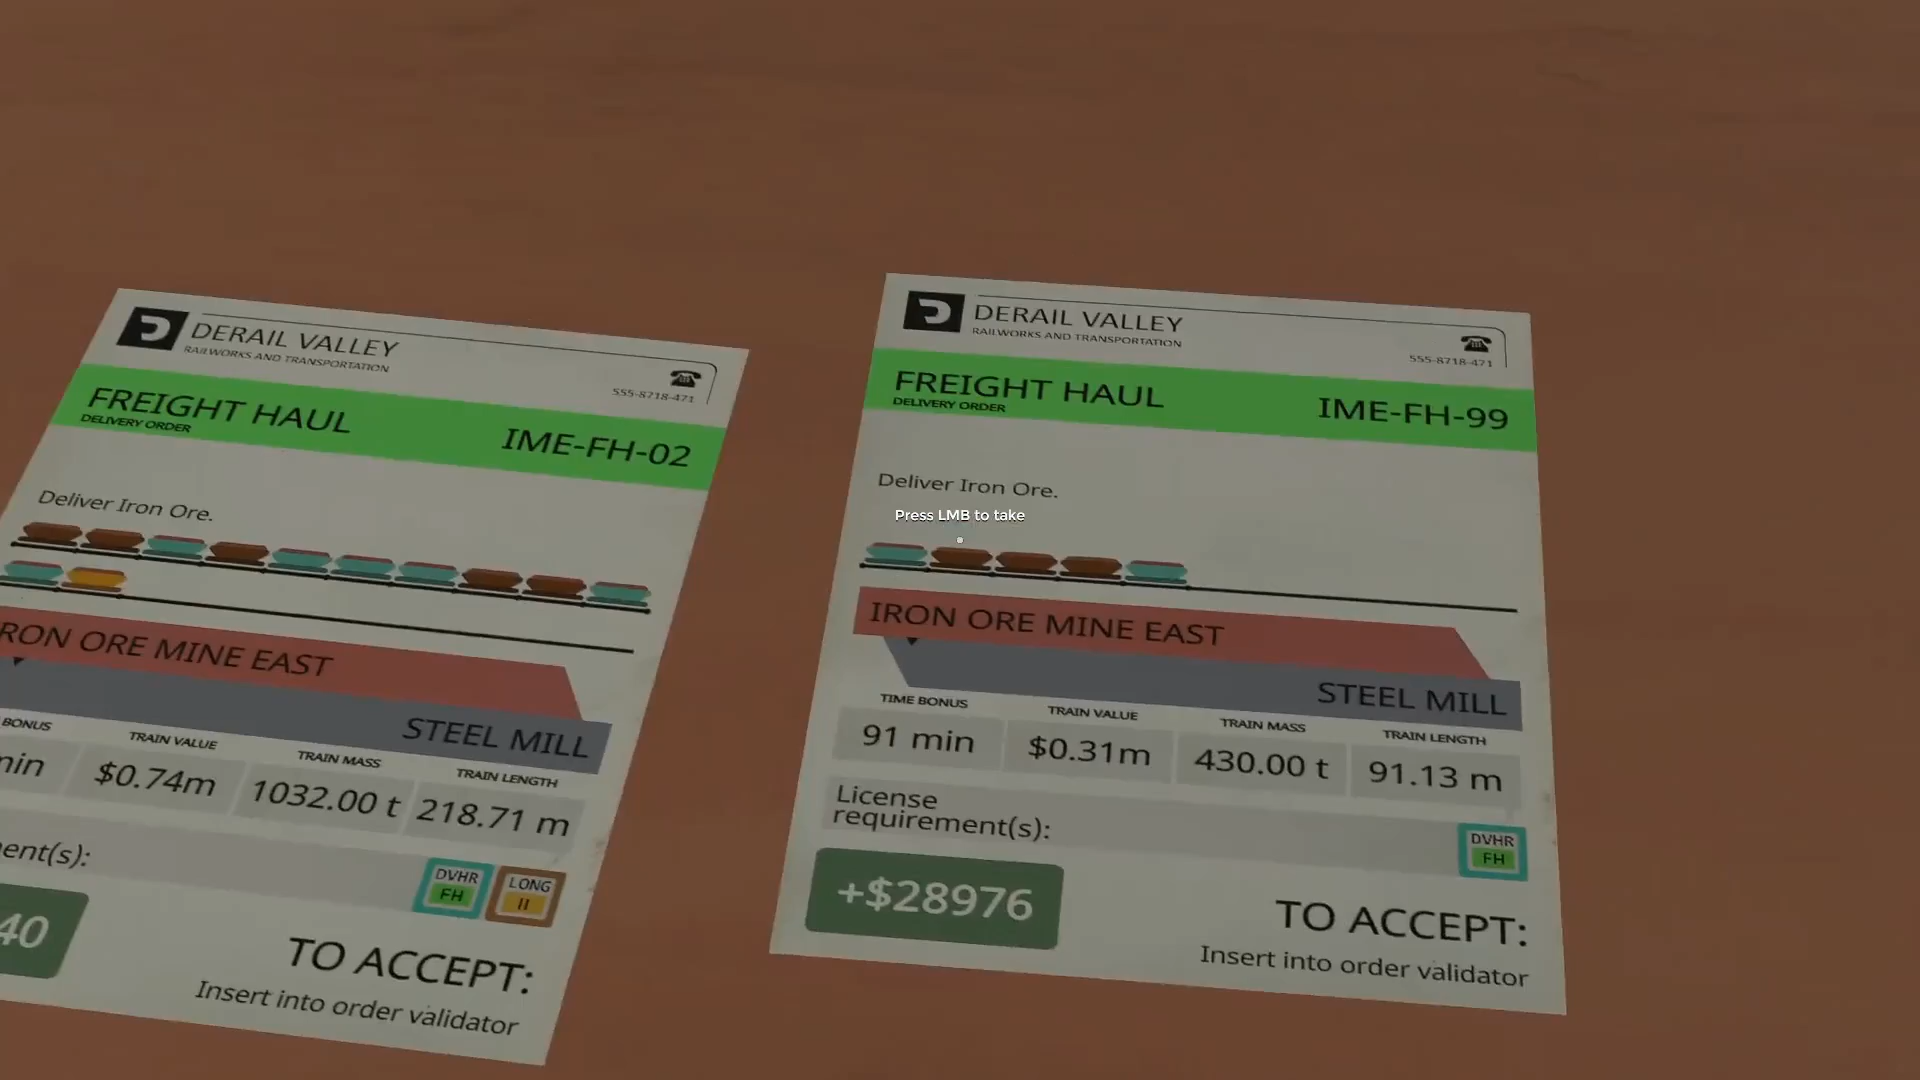 DERAIL VALLEY
RAILWORKS AND TRANSPORTATION
555-8718-471
FREIGHT HAUL
DELIVERY ORDER
IME-FH-02
Deliver Iron Ore.
RON ORE MINE EAST
STEEL MILL
BONUS
TRAIN VALUE
TRAIN MASS
TRAIN LENGTH
min
$0.74m
1032.00 t
218.71 m
ent(s):
DVHR
FH
LONG
II
40
TO ACCEPT:
Insert into order validator
DERAIL VALLEY
RAILWORKS AND TRANSPORTATION
555-8718-471
FREIGHT HAUL
DELIVERY ORDER
IME-FH-99
Deliver Iron Ore.
Press LMB to take
IRON ORE MINE EAST
STEEL MILL
TIME BONUS
TRAIN VALUE
TRAIN MASS
TRAIN LENGTH
91 min
$0.31m
430.00 t
91.13 m
License
requirement(s):
DVHR
FH
+$28976
TO ACCEPT:
Insert into order validator